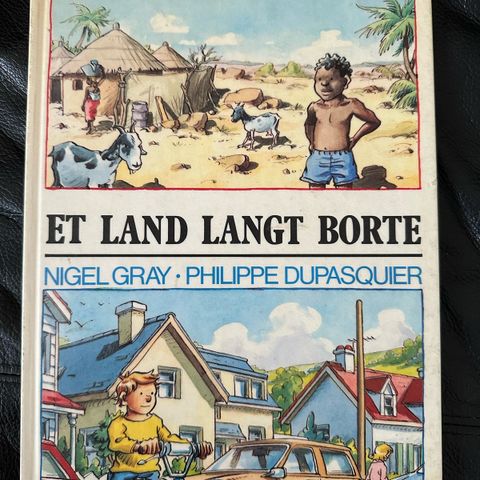 ET LAND LANGT BORTE
NIGEL GRAY · PHILIPPE DUPASQUIER